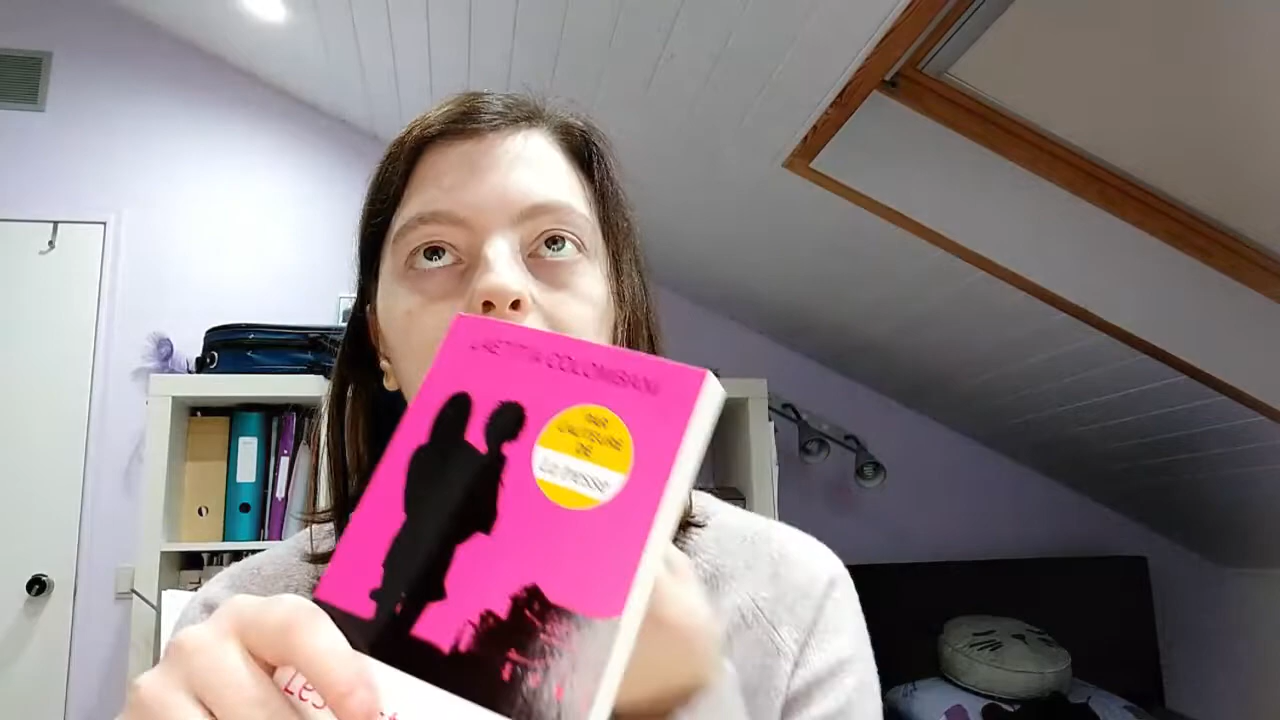 LAETITIA COLOMBANI
PAR
L'AUTEURE
DE
La tresse
Les